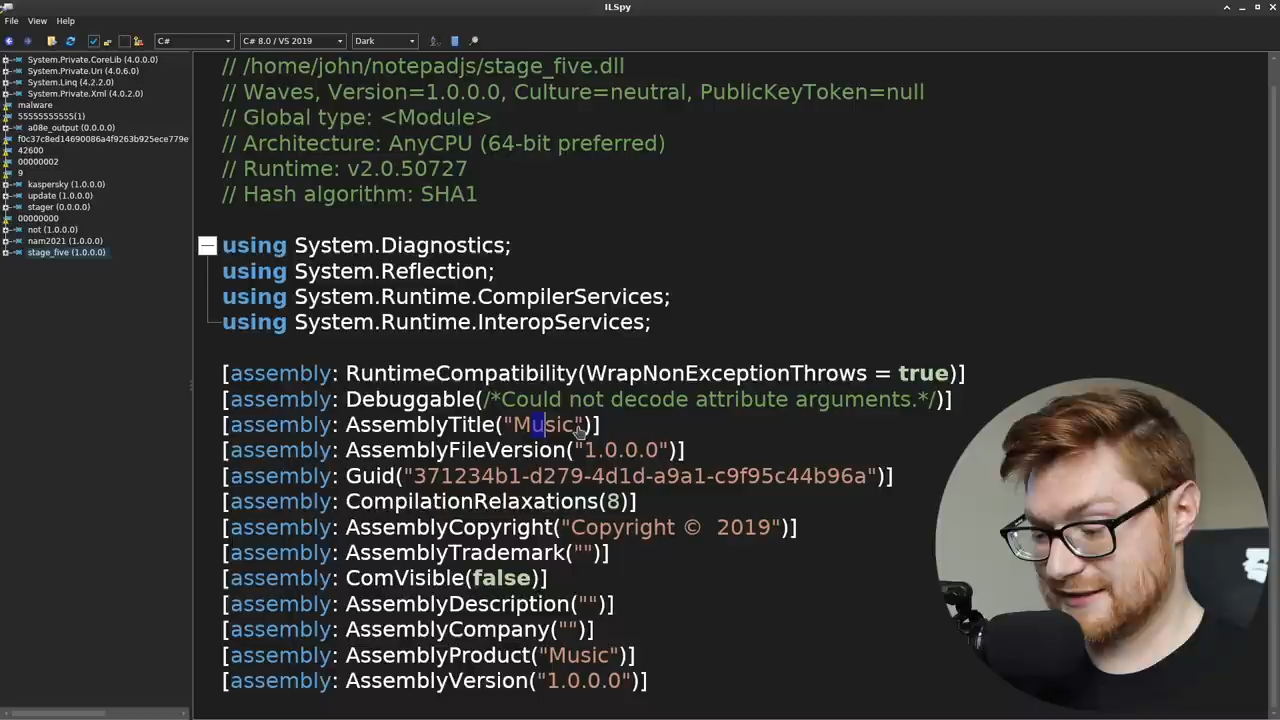 ILSpy
File View Help
C# C# 8.0 / VS 2019 Dark
System.Private.CoreLib (4.0.0.0)
System.Private.Uri (4.0.6.0)
System.Linq (4.2.2.0)
System.Private.Xml (4.0.2.0)
malware
55555555555(1)
a08e_output (0.0.0.0)
f0c37c8ed14690086a4f9263b925ece779e
42600
00000002
9
kaspersky (1.0.0.0)
update (1.0.0.0)
stager (0.0.0.0)
00000000
not (1.0.0.0)
nam2021 (1.0.0.0)
stage_five (1.0.0.0)
// /home/john/notepadjs/stage_five.dll
// Waves, Version=1.0.0.0, Culture=neutral, PublicKeyToken=null
// Global type: <Module>
// Architecture: AnyCPU (64-bit preferred)
// Runtime: v2.0.50727
// Hash algorithm: SHA1
using System.Diagnostics;
using System.Reflection;
using System.Runtime.CompilerServices;
using System.Runtime.InteropServices;
[assembly: RuntimeCompatibility(WrapNonExceptionThrows = true)]
[assembly: Debuggable(/*Could not decode attribute arguments.*/)]
[assembly: AssemblyTitle("Music")]
[assembly: AssemblyFileVersion("1.0.0.0")]
[assembly: Guid("371234b1-d279-4d1d-a9a1-c9f95c44b96a")]
[assembly: CompilationRelaxations(8)]
[assembly: AssemblyCopyright("Copyright ©  2019")]
[assembly: AssemblyTrademark("")]
[assembly: ComVisible(false)]
[assembly: AssemblyDescription("")]
[assembly: AssemblyCompany("")]
[assembly: AssemblyProduct("Music")]
[assembly: AssemblyVersion("1.0.0.0")]